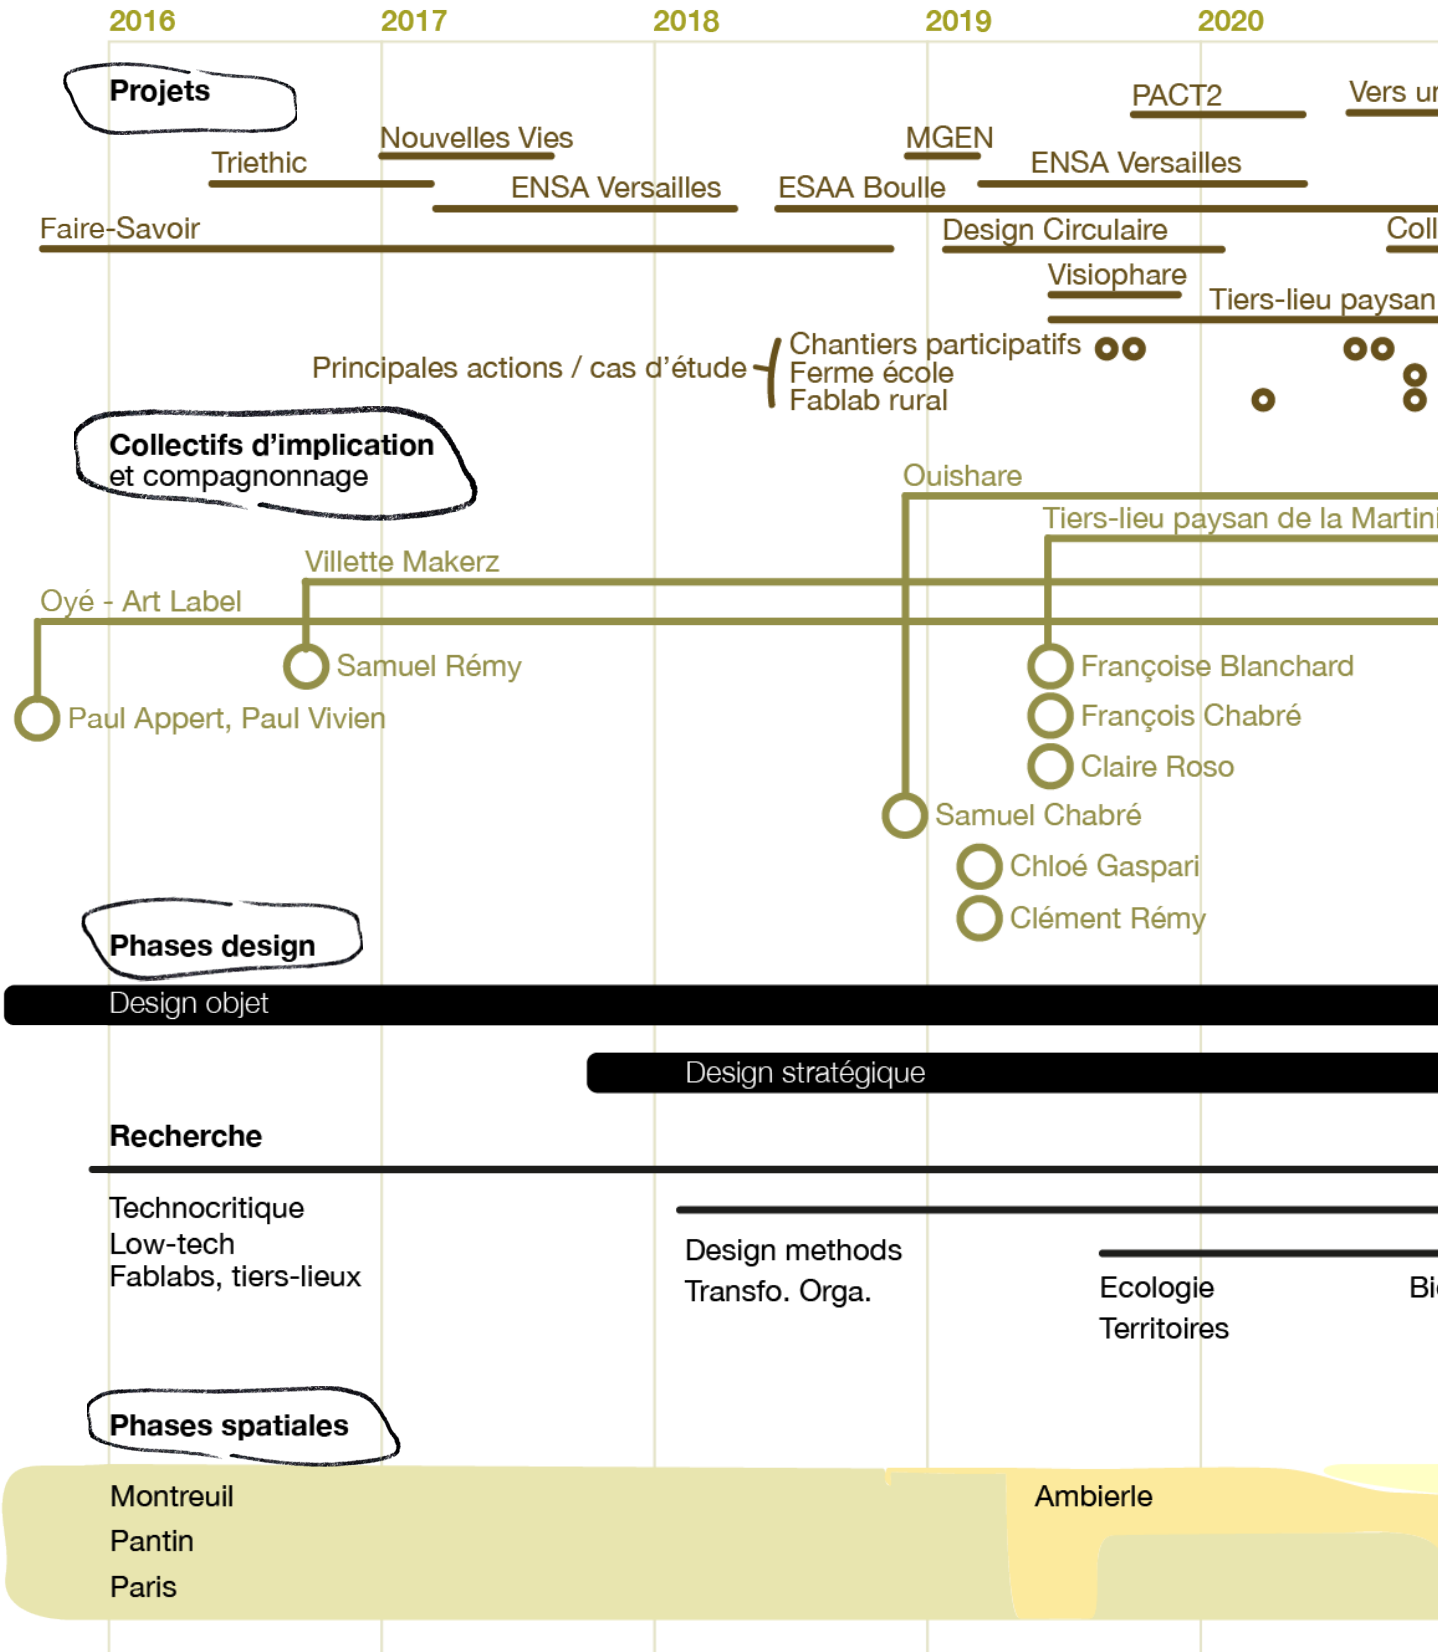 2016 2017 2018 2019 2020
Projets
PACT2 Vers un
Nouvelles Vies MGEN
Triethic ENSA Versailles
ENSA Versailles ESAA Boulle
Faire-Savoir Design Circulaire Coll
Visiophare
Tiers-lieu paysan
Chantiers participatifs
Principales actions / cas d'étude
Ferme école
Fablab rural
Collectifs d'implication
et compagnonnage
Ouishare
Tiers-lieu paysan de la Martini
Villette Makerz
Oyé - Art Label
Samuel Rémy Françoise Blanchard
Paul Appert, Paul Vivien François Chabré
Claire Roso
Samuel Chabré
Chloé Gaspari
Clément Rémy
Phases design
Design objet
Design stratégique
Recherche
Technocritique
Low-tech
Fablabs, tiers-lieux
Design methods
Transfo. Orga.
Ecologie
Territoires
Phases spatiales
Montreuil
Pantin
Paris
Ambierle